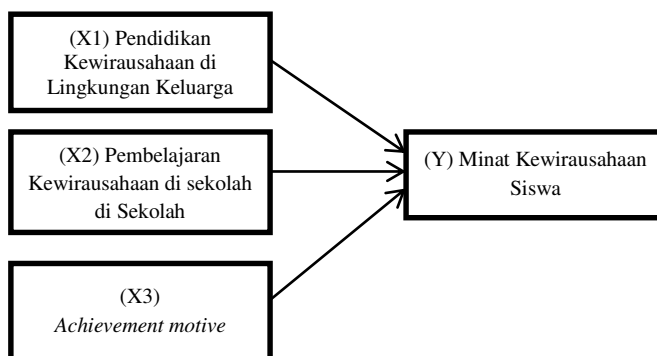 (X1) Pendidikan
Kewirausahaan di
Lingkungan Keluarga
(X2) Pembelajaran
Kewirausahaan di sekolah
di Sekolah
(X3)
Achievement motive
(Y) Minat Kewirausahaan
Siswa